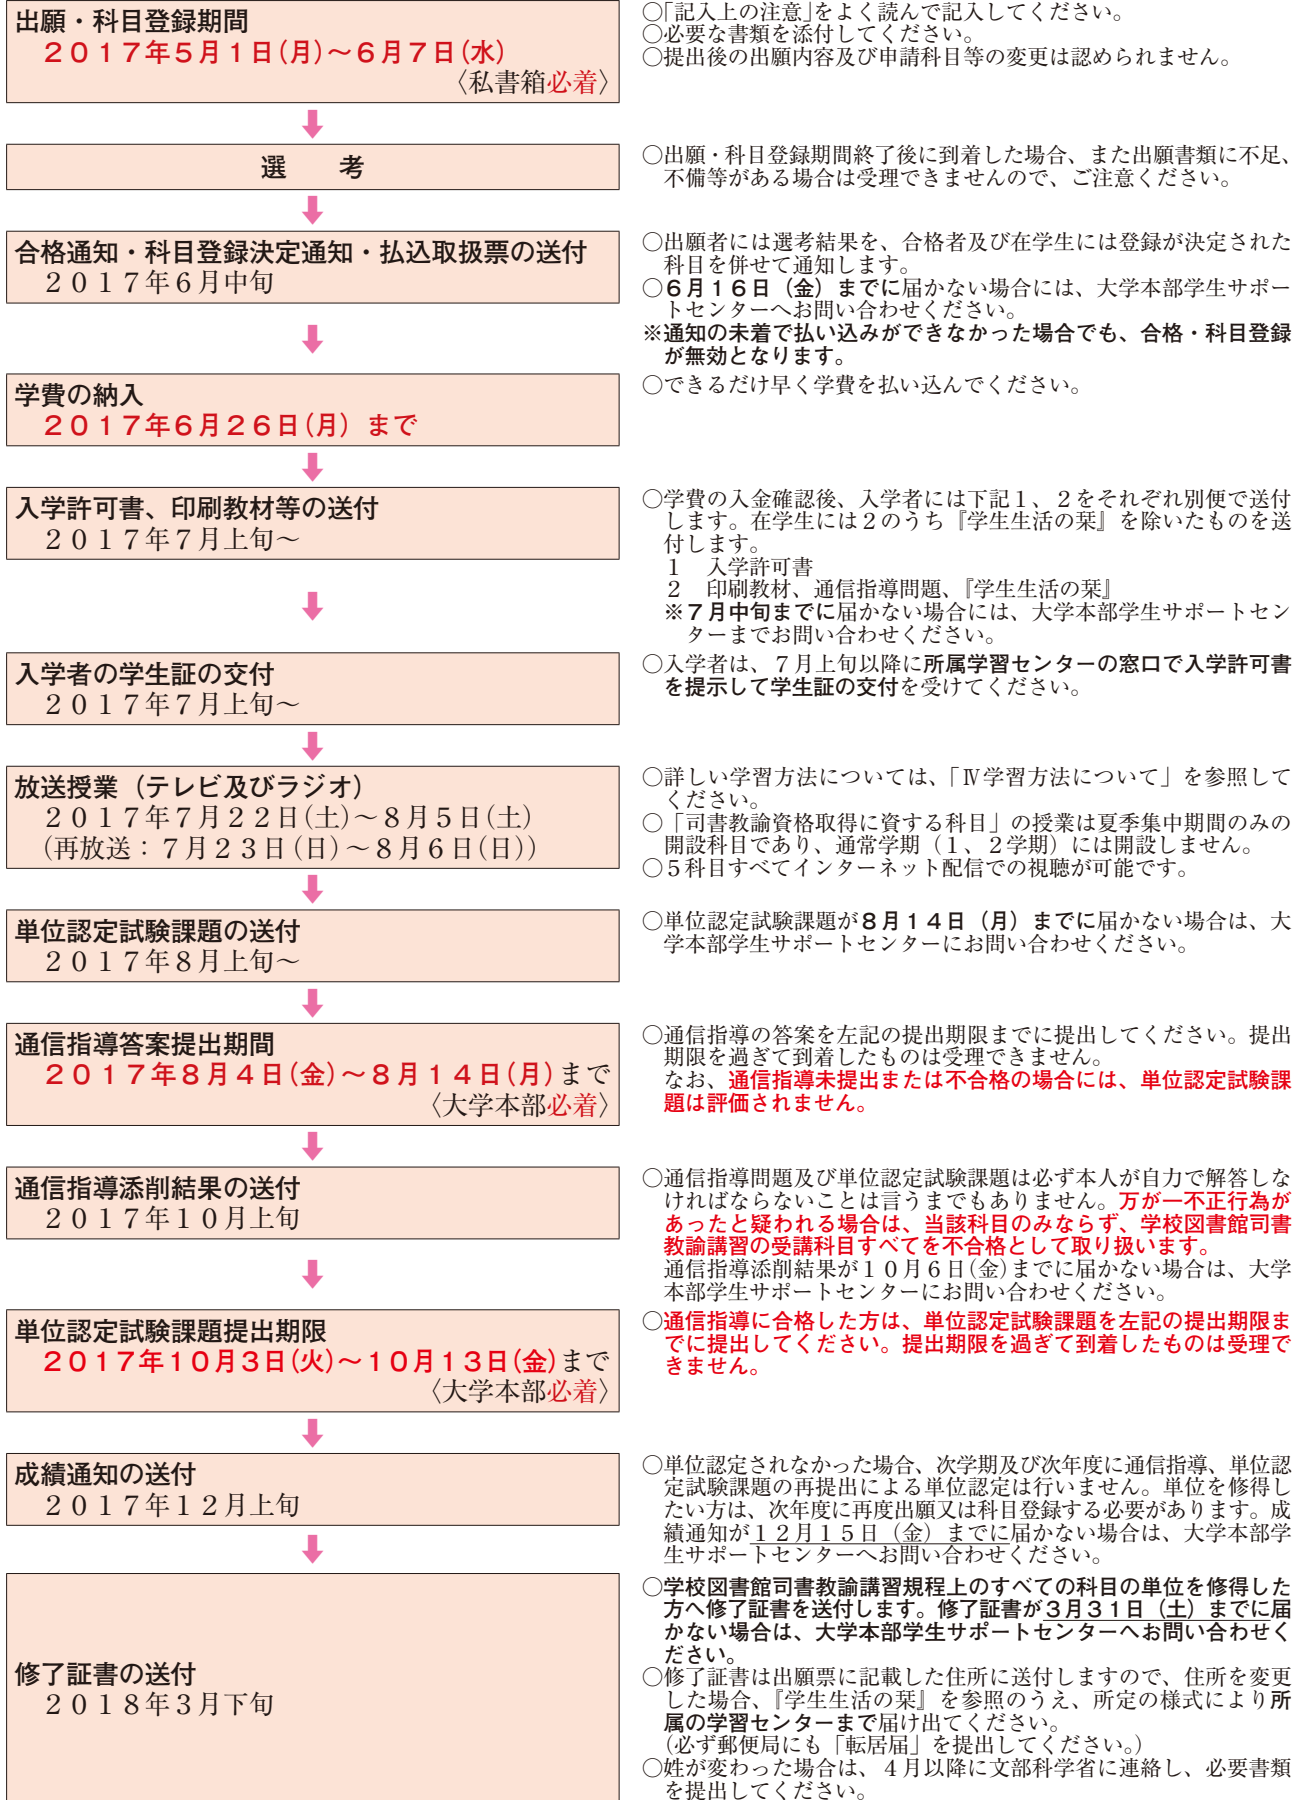 出願・科目登録期間
２０１７年５月１日(月)～６月７日(水)
〈私書箱必着〉
○「記入上の注意」をよく読んで記入してください。
○必要な書類を添付してください。
○提出後の出願内容及び申請科目等の変更は認められません。
選　考
○出願・科目登録期間終了後に到着した場合、また出願書類に不足、
不備等がある場合は受理できませんので、ご注意ください。
合格通知・科目登録決定通知・払込取扱票の送付
２０１７年６月中旬
○出願者には選考結果を、合格者及び在学生には登録が決定された
科目を併せて通知します。
○６月１６日（金）までに届かない場合には、大学本部学生サポー
トセンターへお問い合わせください。
※通知の未着で払い込みができなかった場合でも、合格・科目登録
が無効となります。
学費の納入
２０１７年６月２６日(月) まで
○できるだけ早く学費を払い込んでください。
入学許可書、印刷教材等の送付
２０１７年７月上旬～
○学費の入金確認後、入学者には下記１、２をそれぞれ別便で送付
します。在学生には２のうち『学生生活の栞』を除いたものを送
付します。
１　入学許可書
２　印刷教材、通信指導問題、『学生生活の栞』
※７月中旬までに届かない場合には、大学本部学生サポートセン
ターまでお問い合わせください。
入学者の学生証の交付
２０１７年７月上旬～
○入学者は、７月上旬以降に所属学習センターの窓口で入学許可書
を提示して学生証の交付を受けてください。
放送授業（テレビ及びラジオ）
２０１７年７月２２日(土)～８月５日(土)
(再放送：７月２３日(日)～８月６日(日))
○詳しい学習方法については、「Ⅳ学習方法について」を参照して
ください。
○「司書教諭資格取得に資する科目」の授業は夏季集中期間のみの
開設科目であり、通常学期（１、２学期）には開設しません。
○５科目すべてインターネット配信での視聴が可能です。
単位認定試験課題の送付
２０１７年８月上旬～
○単位認定試験課題が８月１４日（月）までに届かない場合は、大
学本部学生サポートセンターにお問い合わせください。
通信指導答案提出期間
２０１７年８月４日(金)～８月１４日(月)まで
〈大学本部必着〉
○通信指導の答案を左記の提出期限までに提出してください。提出
期限を過ぎて到着したものは受理できません。
なお、通信指導未提出または不合格の場合には、単位認定試験課
題は評価されません。
通信指導添削結果の送付
２０１７年１０月上旬
○通信指導問題及び単位認定試験課題は必ず本人が自力で解答しな
ければならないことは言うまでもありません。万が一不正行為が
あったと疑われる場合は、当該科目のみならず、学校図書館司書
教諭講習の受講科目すべてを不合格として取り扱います。
通信指導添削結果が１０月６日(金)までに届かない場合は、大学
本部学生サポートセンターにお問い合わせください。
単位認定試験課題提出期限
２０１７年１０月３日(火)～１０月１３日(金)まで
〈大学本部必着〉
○通信指導に合格した方は、単位認定試験課題を左記の提出期限ま
でに提出してください。提出期限を過ぎて到着したものは受理で
きません。
成績通知の送付
２０１７年１２月上旬
○単位認定されなかった場合、次学期及び次年度に通信指導、単位認
定試験課題の再提出による単位認定は行いません。単位を修得し
たい方は、次年度に再度出願又は科目登録する必要があります。成
績通知が１２月１５日（金）までに届かない場合は、大学本部学
生サポートセンターへお問い合わせください。
修了証書の送付
２０１８年３月下旬
○学校図書館司書教諭講習規程上のすべての科目の単位を修得した
方へ修了証書を送付します。修了証書が３月３１日（土）までに届
かない場合は、大学本部学生サポートセンターへお問い合わせく
ださい。
○修了証書は出願票に記載した住所に送付しますので、住所を変更
した場合、『学生生活の栞』を参照のうえ、所定の様式により所
属の学習センターまで届け出てください。
(必ず郵便局にも「転居届」を提出してください。)
○姓が変わった場合は、４月以降に文部科学省に連絡し、必要書類
を提出してください。